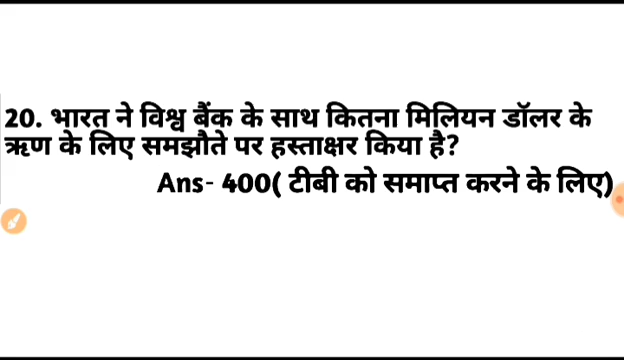 20. भारत ने विश्व बैंक के साथ कितना मिलियन डॉलर के
ऋण के लिए समझौते पर हस्ताक्षर किया है?
Ans- 400( टीबी को समाप्त करने के लिए)